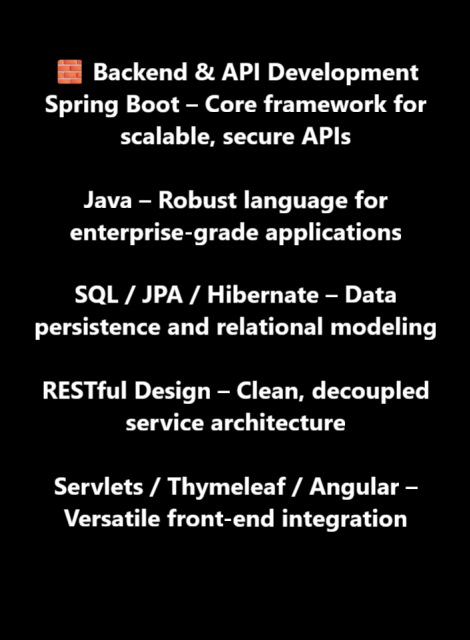 🧱 Backend & API Development
Spring Boot – Core framework for
scalable, secure APIs
Java – Robust language for
enterprise-grade applications
SQL / JPA / Hibernate – Data
persistence and relational modeling
RESTful Design – Clean, decoupled
service architecture
Servlets / Thymeleaf / Angular –
Versatile front-end integration